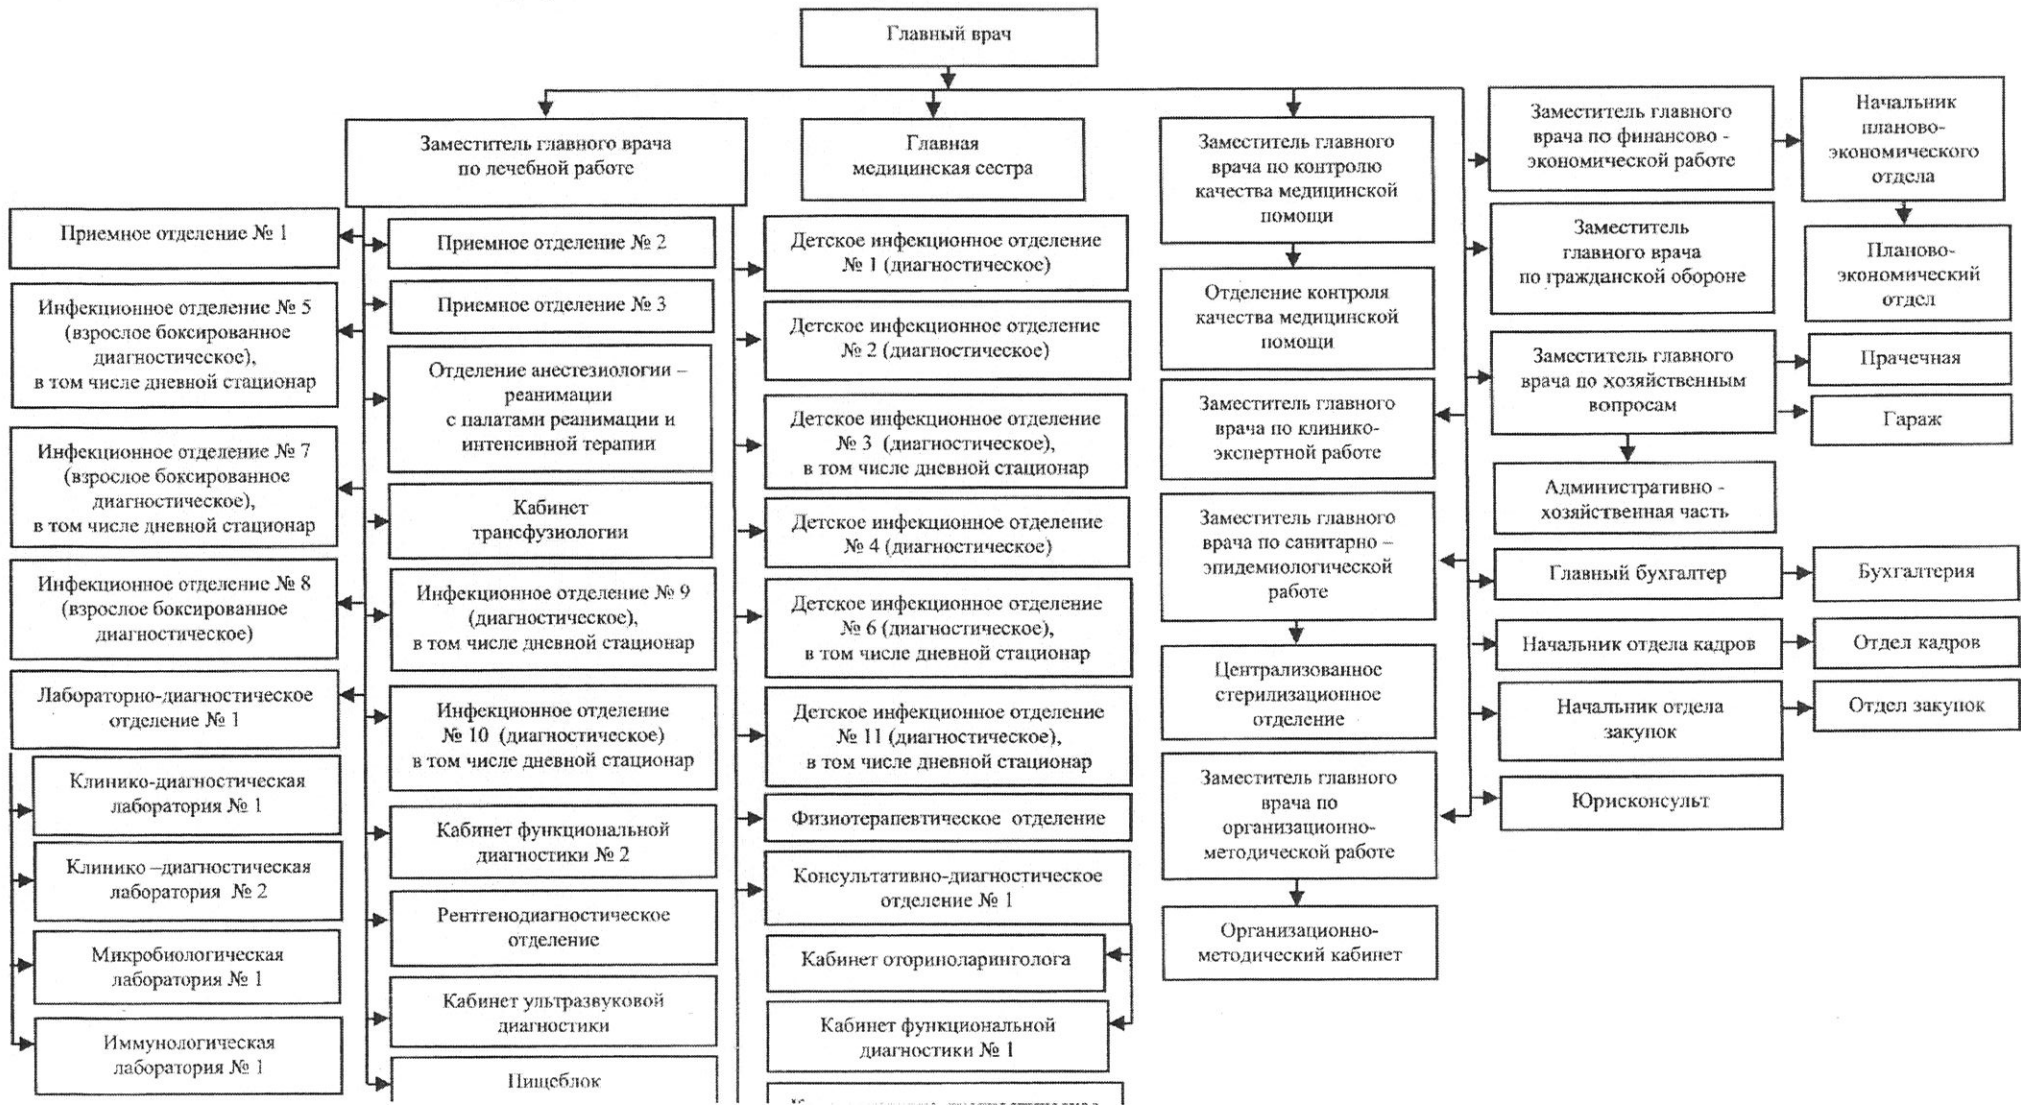 Главный врач
Заместитель главного врача
по лечебной работе
Главная
медицинская сестра
Заместитель главного
врача по контролю
качества медицинской
помощи
Заместитель главного
врача по финансово -
экономической работе
Начальник
планово-
экономического
отдела
Приемное отделение № 1
Инфекционное отделение № 5
(взрослое боксированное
диагностическое),
в том числе дневной стационар
Инфекционное отделение № 7
(взрослое боксированное
диагностическое),
в том числе дневной стационар
Инфекционное отделение № 8
(взрослое боксированное
диагностическое)
Лабораторно-диагностическое
отделение № 1
Клинико-диагностическая
лаборатория № 1
Клинико –диагностическая
лаборатория № 2
Микробиологическая
лаборатория № 1
Иммунологическая
лаборатория № 1
Приемное отделение № 2
Приемное отделение № 3
Отделение анестезиологии –
реанимации
с палатами реанимации и
интенсивной терапии
Кабинет
трансфузиологии
Инфекционное отделение № 9
(диагностическое),
в том числе дневной стационар
Инфекционное отделение
№ 10 (диагностическое)
в том числе дневной стационар
Кабинет функциональной
диагностики № 2
Рентгенодиагностическое
отделение
Кабинет ультразвуковой
диагностики
Пищеблок
Детское инфекционное отделение
№ 1 (диагностическое)
Детское инфекционное отделение
№ 2 (диагностическое)
Детское инфекционное отделение
№ 3 (диагностическое),
в том числе дневной стационар
Детское инфекционное отделение
№ 4 (диагностическое)
Детское инфекционное отделение
№ 6 (диагностическое),
в том числе дневной стационар
Детское инфекционное отделение
№ 11 (диагностическое),
в том числе дневной стационар
Физиотерапевтическое отделение
Консультативно-диагностическое
отделение № 1
Кабинет оториноларинголога
Кабинет функциональной
диагностики № 1
Отделение контроля
качества медицинской
помощи
Заместитель главного
врача по клинико-
экспертной работе
Заместитель главного
врача по санитарно –
эпидемиологической
работе
Централизованное
стерилизационное
отделение
Заместитель главного
врача по
организационно-
методической работе
Организационно-
методический кабинет
Заместитель
главного врача
по гражданской обороне
Планово-
экономический
отдел
Заместитель главного
врача по хозяйственным
вопросам
Прачечная
Гараж
Административно -
хозяйственная часть
Главный бухгалтер
Бухгалтерия
Начальник отдела кадров
Отдел кадров
Начальник отдела
закупок
Отдел закупок
Юрисконсульт